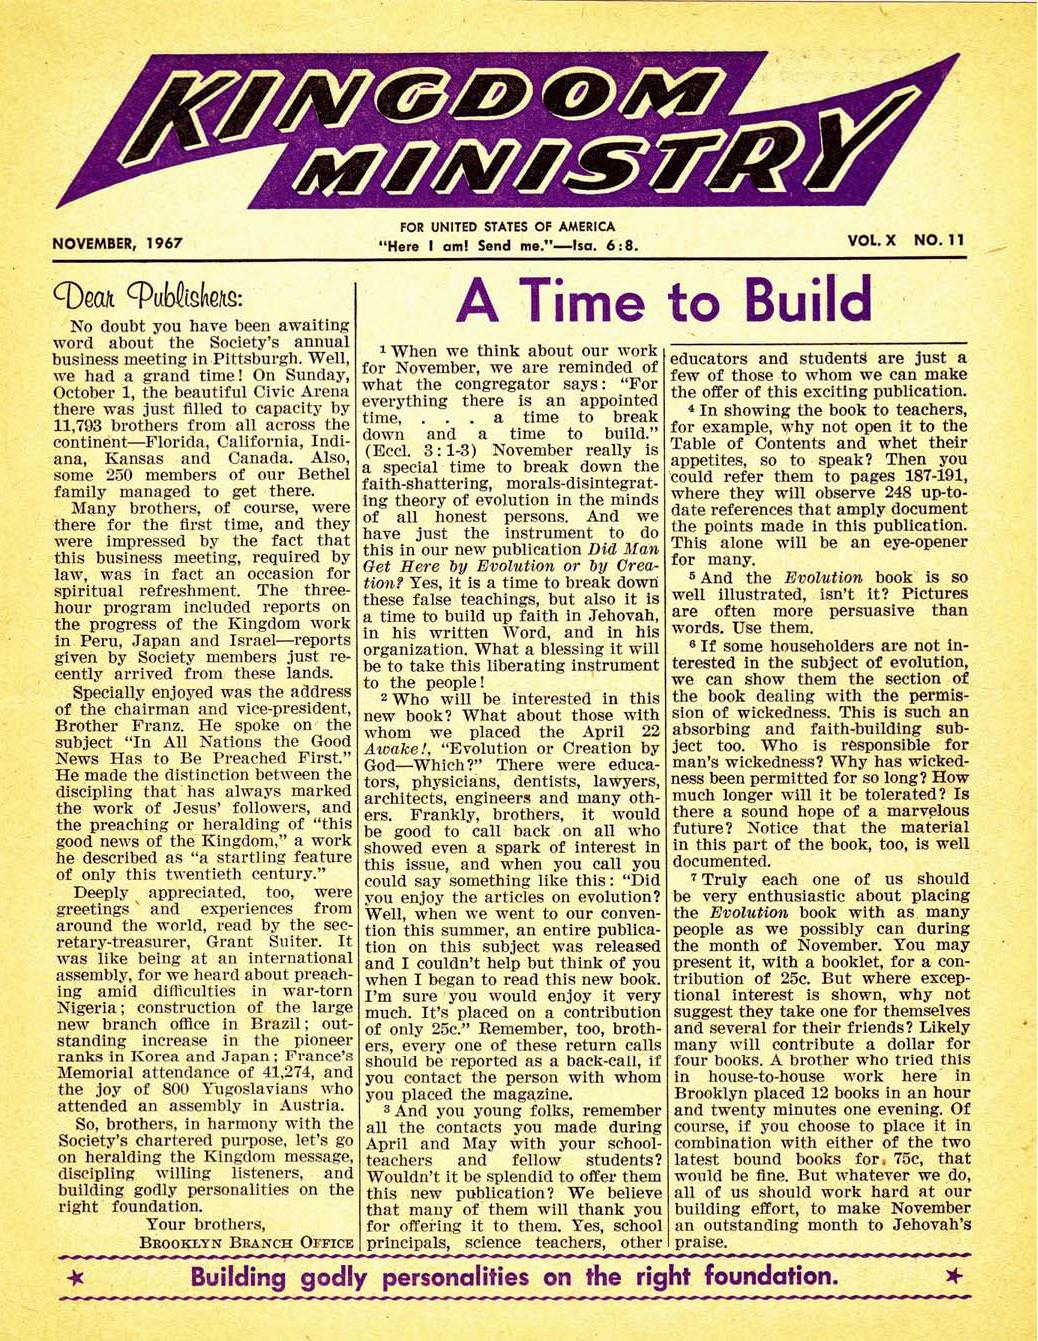 KINGDOM
MINISTRY
FOR UNITED STATES OF AMERICA
NOVEMBER, 1967
"Here I am! Send me."—Isa. 6:8.
VOL. X NO. 11
Dear Publishers:
No doubt you have been awaiting
word about the Society's annual
business meeting in Pittsburgh. Well,
we had a grand time! On Sunday,
October 1, the beautiful Civic Arena
there was just filled to capacity by
11,793 brothers from all across the
continent—Florida, California, Indi-
ana, Kansas and Canada. Also,
some 250 members of our Bethel
family managed to get there.
Many brothers, of course, were
there for the first time, and they
were impressed by the fact that
this business meeting, required by
law, was in fact an occasion for
spiritual refreshment. The three-
hour program included reports on
the progress of the Kingdom work
in Peru, Japan and Israel—reports
given by Society members just re-
cently arrived from these lands.
Specially enjoyed was the address
of the chairman and vice-president,
Brother Franz. He spoke on the
subject "In All Nations the Good
News Has to Be Preached First."
He made the distinction between the
discipling that has always marked
the work of Jesus' followers, and
the preaching or heralding of "this
good news of the Kingdom," a work
he described as "a startling feature
of only this twentieth century."
Deeply appreciated, too, were
greetings and experiences from
around the world, read by the sec-
retary-treasurer, Grant Suiter. It
was like being at an international
assembly, for we heard about preach-
ing amid difficulties in war-torn
Nigeria; construction of the large
new branch office in Brazil; out-
standing increase in the pioneer
ranks in Korea and Japan; France's
Memorial attendance of 41,274, and
the joy of 800 Yugoslavians who
attended an assembly in Austria.
So, brothers, in harmony with the
Society's chartered purpose, let's go
on heralding the Kingdom message,
discipling willing listeners, and
building godly personalities on the
right foundation.
Your brothers,
BROOKLYN BRANCH OFFICE
A Time to Build
1 When we think about our work
for November, we are reminded of
what the congregator says: "For
everything there is an appointed
time, . . . a time to break
down and a time to build."
(Eccl. 3:1-3) November really is
a special time to break down the
faith-shattering, morals-disintegrat-
ing theory of evolution in the minds
of all honest persons. And we
have just the instrument to do
this in our new publication Did Man
Get Here by Evolution or by Crea-
tion? Yes, it is a time to break down
these false teachings, but also it is
a time to build up faith in Jehovah,
in his written Word, and in his
organization. What a blessing it will
be to take this liberating instrument
to the people!
2 Who will be interested in this
new book? What about those with
whom we placed the April 22
Awake!, "Evolution or Creation by
God—Which?" There were educa-
tors, physicians, dentists, lawyers,
architects, engineers and many oth-
ers. Frankly, brothers, it would
be good to call back on all who
showed even a spark of interest in
this issue, and when you call you
could say something like this: "Did
you enjoy the articles on evolution?
Well, when we went to our conven-
tion this summer, an entire publica-
tion on this subject was released
and I couldn't help but think of you
when I began to read this new book.
I'm sure you would enjoy it very
much. It's placed on a contribution
of only 25c." Remember, too, broth-
ers, every one of these return calls
should be reported as a back-call, if
you contact the person with whom
you placed the magazine.
3 And you young folks, remember
all the contacts you made during
April and May with your school-
teachers and fellow students?
Wouldn't it be splendid to offer them
this new publication? We believe
that many of them will thank you
for offering it to them. Yes, school
principals, science teachers, other
educators and students are just a
few of those to whom we can make
the offer of this exciting publication.
4 In showing the book to teachers,
for example, why not open it to the
Table of Contents and whet their
appetites, so to speak? Then you
could refer them to pages 187-191,
where they will observe 248 up-to-
date references that amply document
the points made in this publication.
This alone will be an eye-opener
for many.
5 And the Evolution book is so
well illustrated, isn't it? Pictures
are often more persuasive than
words. Use them.
6 If some householders are not in-
terested in the subject of evolution,
we can show them the section of
the book dealing with the permis-
sion of wickedness. This is such an
absorbing and faith-building sub-
ject too. Who is responsible for
man's wickedness? Why has wicked-
ness been permitted for so long? How
much longer will it be tolerated? Is
there a sound hope of a marvelous
future? Notice that the material
in this part of the book, too, is well
documented.
7 Truly each one of us should
be very enthusiastic about placing
the Evolution book with as many
people as we possibly can during
the month of November. You may
present it, with a booklet, for a con-
tribution of 25c. But where excep-
tional interest is shown, why not
suggest they take one for themselves
and several for their friends? Likely
many will contribute a dollar for
four books. A brother who tried this
in house-to-house work here in
Brooklyn placed 12 books in an hour
and twenty minutes one evening. Of
course, if you choose to place it in
combination with either of the two
latest bound books for 75c, that
would be fine. But whatever we do,
all of us should work hard at our
building effort, to make November
an outstanding month to Jehovah's
praise.
Building godly personalities on the right foundation.